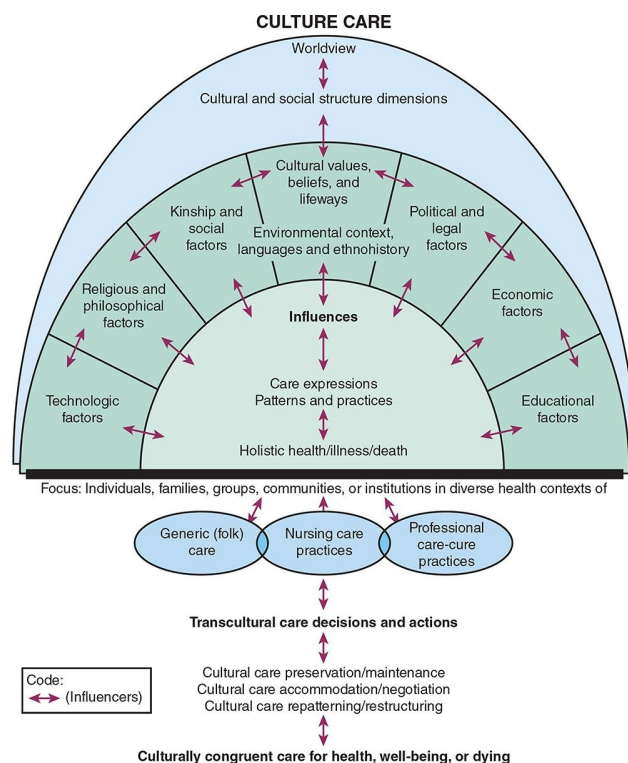 CULTURE CARE
Worldview
Cultural and social structure dimensions
Cultural values,
beliefs, and
lifeways
Kinship and
social
factors
Environmental context,
languages and ethnohistory
Political and
legal
factors
Religious and
philosophical
factors
Economic
factors
Technologic
factors
Educational
factors
Influences
Care expressions
Patterns and practices
Holistic health/illness/death
Focus: Individuals, families, groups, communities, or institutions in diverse health contexts of
Generic (folk)
care
Nursing care
practices
Professional
care-cure
practices
Transcultural care decisions and actions
Cultural care preservation/maintenance
Cultural care accommodation/negotiation
Cultural care repatterning/restructuring
Code:
(Influencers)
Culturally congruent care for health, well-being, or dying